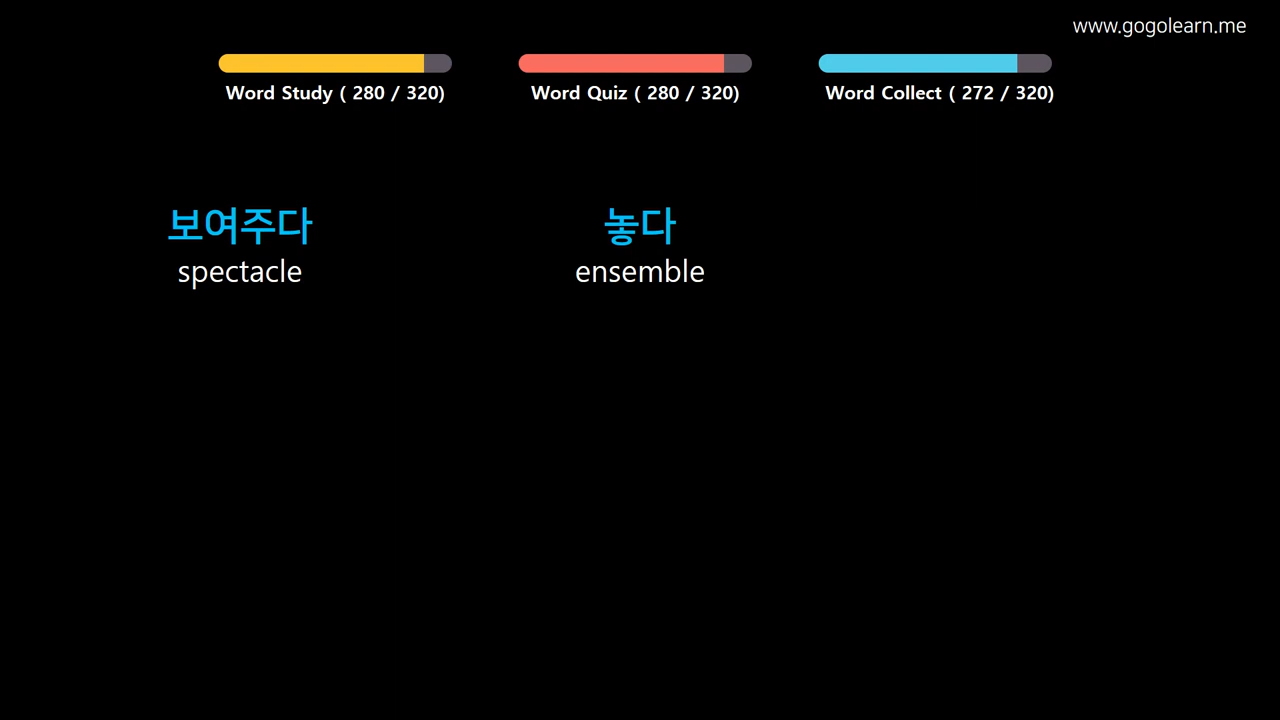 www.gogolearn.me
Word Study ( 280 / 320)
Word Quiz ( 280 / 320)
Word Collect ( 272 / 320)
보여주다
spectacle
놓다
ensemble